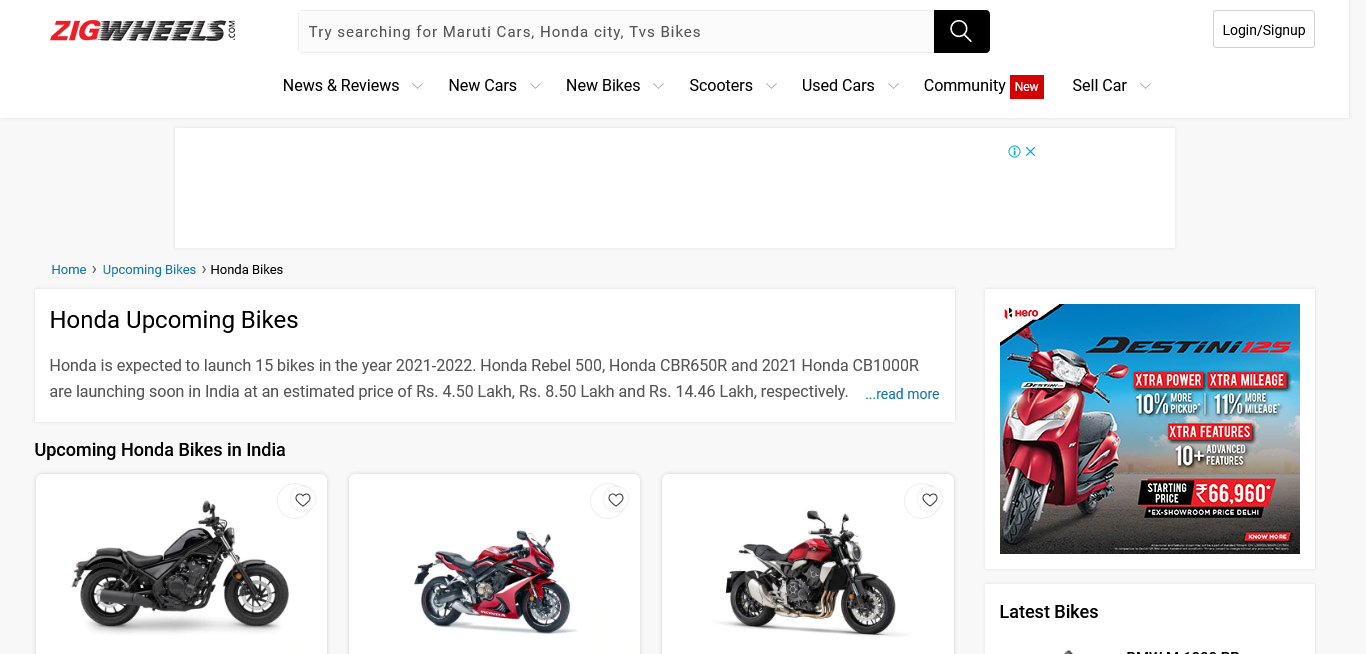 ZIGWHEELS.COM
Try searching for Maruti Cars, Honda city, Tvs Bikes
Login/Signup
News & Reviews
New Cars
New Bikes
Scooters
Used Cars
Community New
Sell Car
Home › Upcoming Bikes › Honda Bikes
Honda Upcoming Bikes
Honda is expected to launch 15 bikes in the year 2021-2022. Honda Rebel 500, Honda CBR650R and 2021 Honda CB1000R
are launching soon in India at an estimated price of Rs. 4.50 Lakh, Rs. 8.50 Lakh and Rs. 14.46 Lakh, respectively.
...read more
Upcoming Honda Bikes in India
Hero
DESTINI 125
XTRA POWER
XTRA MILEAGE
10% MORE PICKUP*
11% MORE MILEAGE*
XTRA FEATURES
10+ ADVANCED FEATURES
STARTING PRICE ₹66,960*
*EX-SHOWROOM PRICE DELHI
KNOW MORE
Latest Bikes